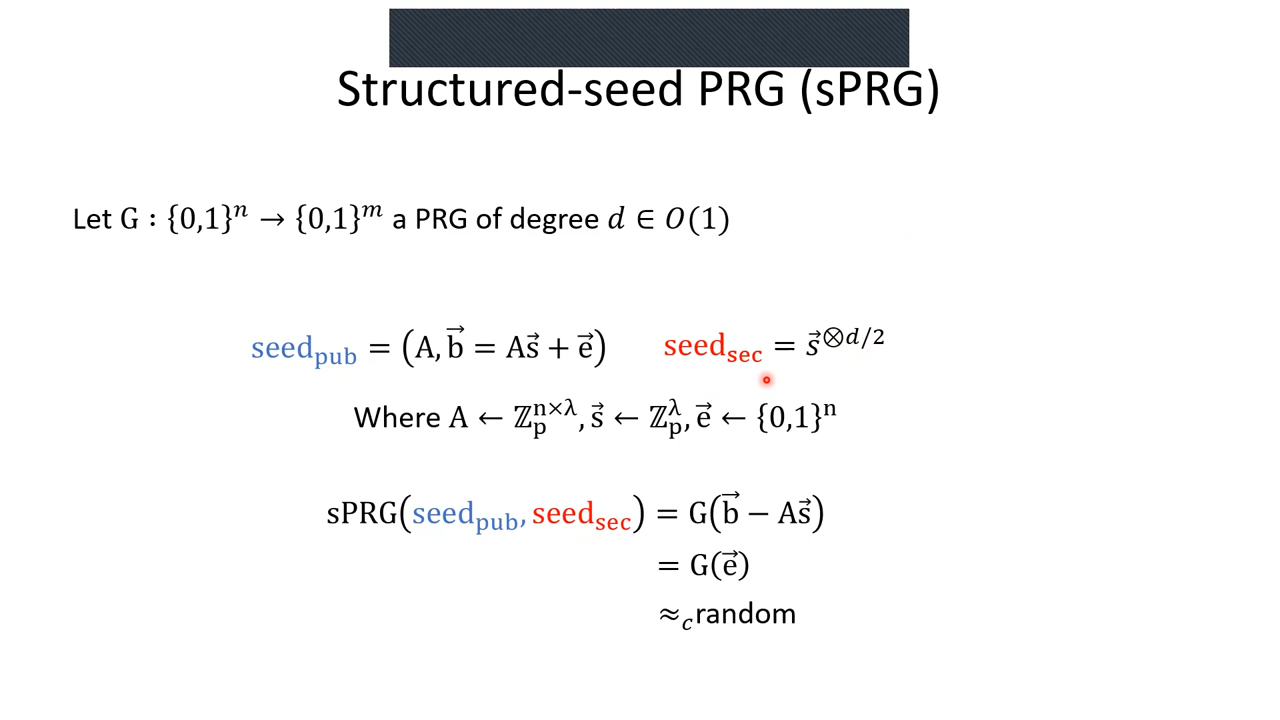 Structured-seed PRG (sPRG)
Let G : {0,1}ⁿ → {0,1}ᵐ a PRG of degree d ∈ O(1)
seed_pub = (A, b⃗ = As⃗ + e⃗) seed_sec = s⃗^{⊗d/2}
Where A ← ℤ_p^{n×λ}, s⃗ ← ℤ_p^λ, e⃗ ← {0,1}ⁿ
sPRG(seed_pub, seed_sec) = G(b⃗ − As⃗)
= G(e⃗)
≈_c random